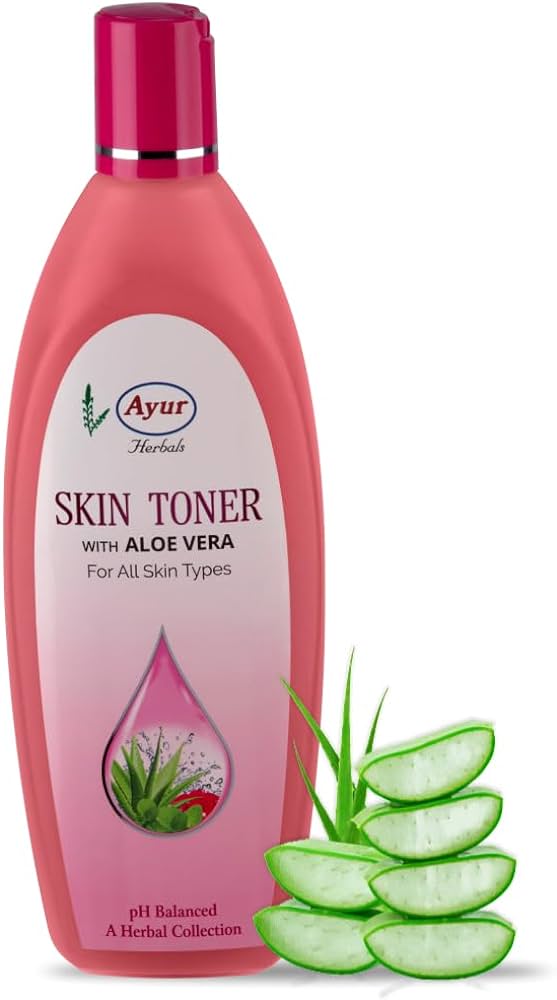 Ayur
Herbals
SKIN TONER
WITH ALOE VERA
For All Skin Types
pH Balanced
A Herbal Collection